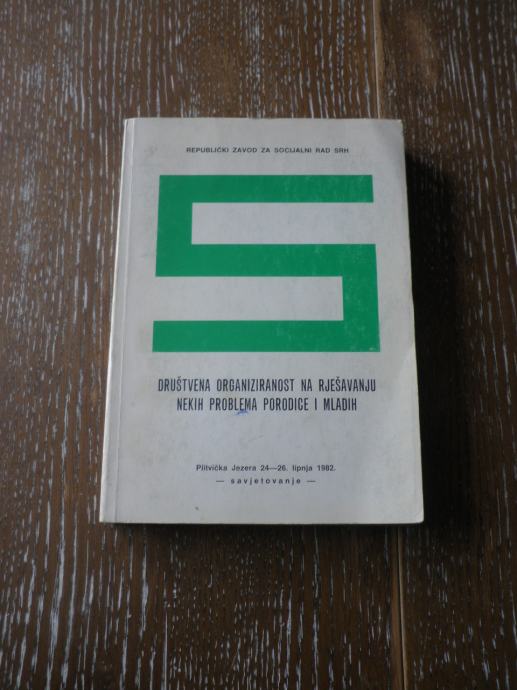 REPUBLIČKI ZAVOD ZA SOCIJALNI RAD SRH
S
DRUŠTVENA ORGANIZIRANOST NA RJEŠAVANJU
NEKIH PROBLEMA PORODICE I MLADIH
Plitvička Jezera 24—26. lipnja 1982.
— savjetovanje —